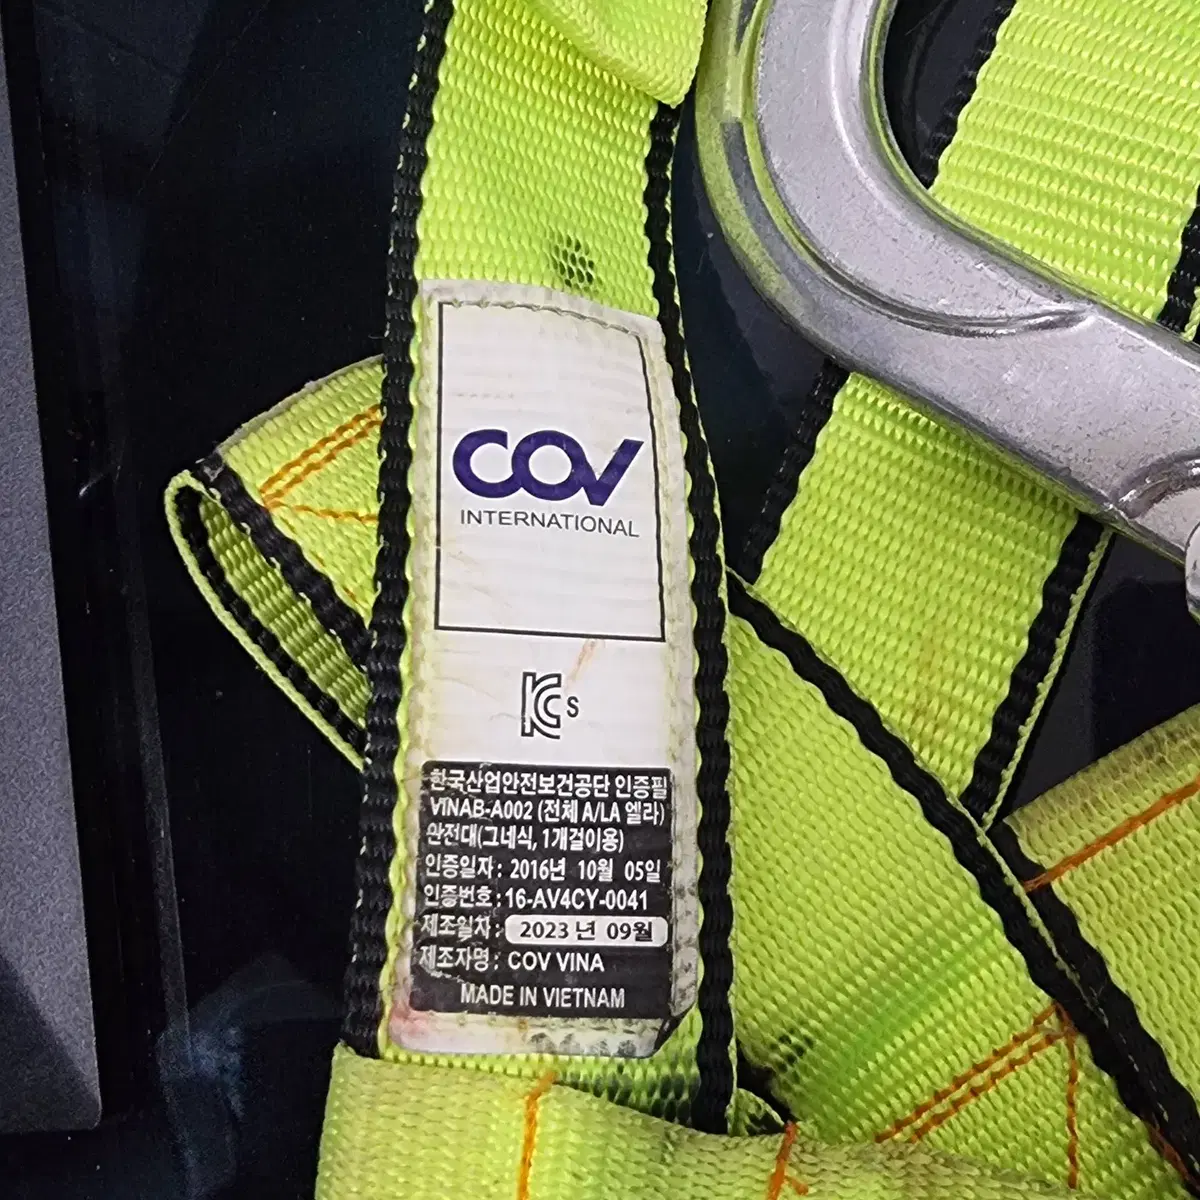 COV
INTERNATIONAL
KCs
한국산업안전보건공단 인증필
VINAB-A002 (전체 A/LA 엘라)
안전대(그네식, 1개걸이용)
인증일자: 2016년 10월 05일
인증번호: 16-AV4CY-0041
제조일자: 2023 년 09월
제조자명: COV VINA
MADE IN VIETNAM